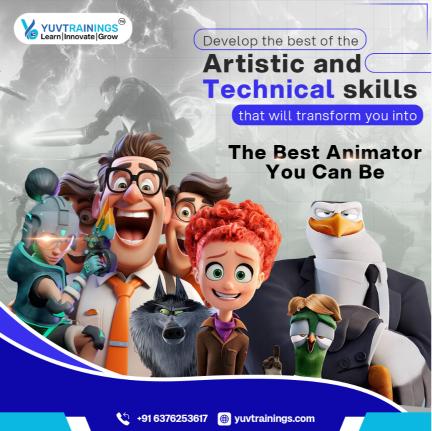 YUVTRAININGS TM
Learn|Innovate|Grow
Develop the best of the
Artistic and
Technical skills
that will transform you into
The Best Animator
You Can Be
+91 6376253617 yuvtrainings.com